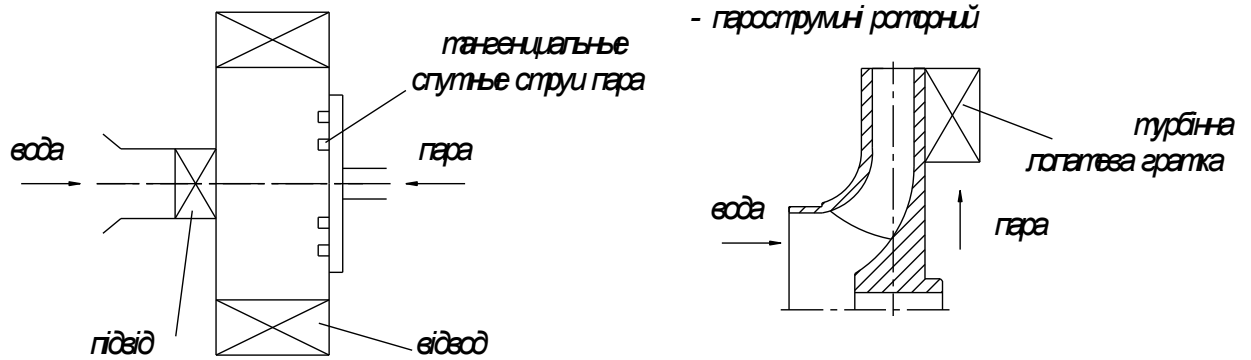 тангенциальные
спутные струи пара
вода
пара
підвід
відвод
- пароструминні роторний
турбінна
лопатева гратка
вода
пара